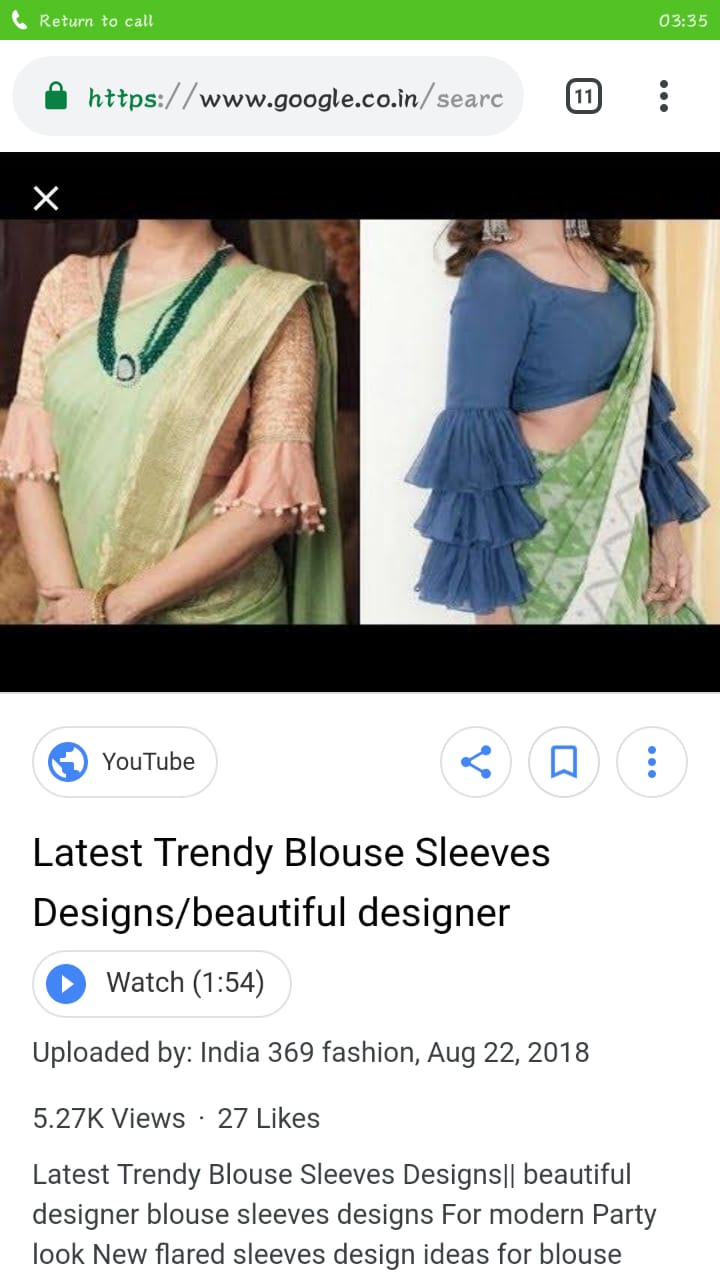 Return to call 03:35
https://www.google.co.in/searc 11
YouTube
Latest Trendy Blouse Sleeves
Designs/beautiful designer
Watch (1:54)
Uploaded by: India 369 fashion, Aug 22, 2018
5.27K Views · 27 Likes
Latest Trendy Blouse Sleeves Designs|| beautiful
designer blouse sleeves designs For modern Party
look New flared sleeves design ideas for blouse